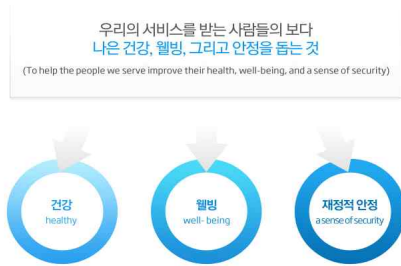 우리의 서비스를 받는 사람들의 보다
나은 건강, 웰빙, 그리고 안정을 돕는 것
(To help the people we serve improve their health, well-being, and a sense of security)
건강
healthy
웰빙
well- being
재정적 안정
a sense of security